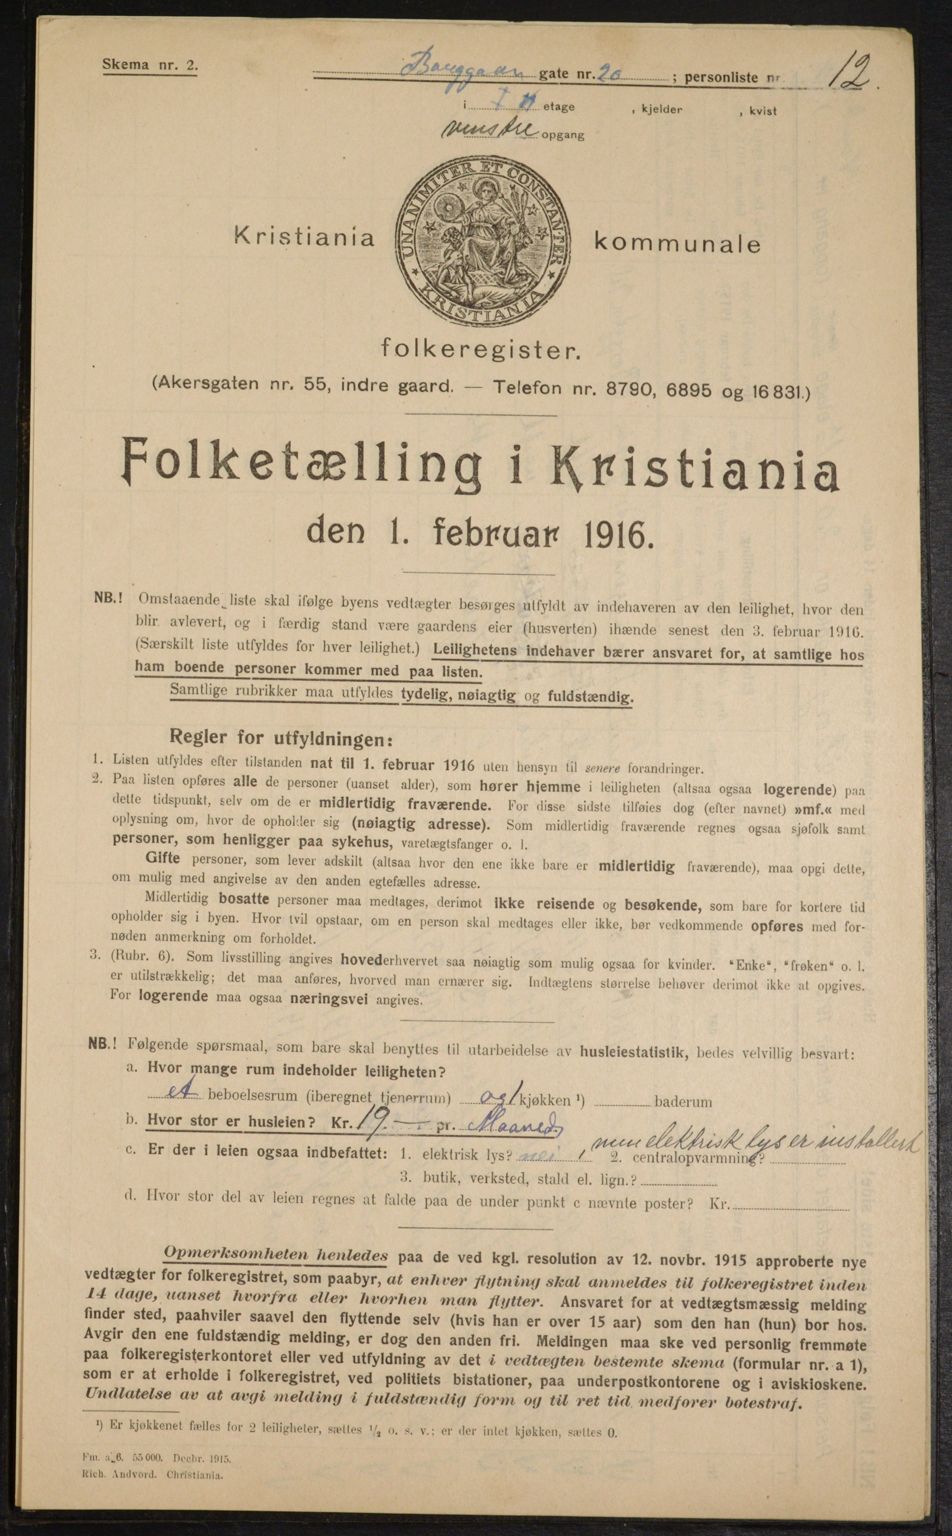 Skema nr. 2.
gate nr. 20 ; personliste nr. 12.
i etage , kjelder , kvist
venstre opgang
UNANIMITER ET CONSTANTER
KRISTIANIA
Kristiania kommunale
folkeregister.
(Akersgaten nr. 55, indre gaard. — Telefon nr. 8790, 6895 og 16 831.)
Folketælling i Kristiania
den 1. februar 1916.
NB.! Omstaaende liste skal ifølge byens vedtægter besørges utfyldt av indehaveren av den leilighet, hvor den
blir avlevert, og i færdig stand være gaardens eier (husverten) ihænde senest den 3. februar 1916.
(Særskilt liste utfyldes for hver leilighet.) Leilighetens indehaver bærer ansvaret for, at samtlige hos
ham boende personer kommer med paa listen.
Samtlige rubrikker maa utfyldes tydelig, nøiagtig og fuldstændig.
Regler for utfyldningen:
1. Listen utfyldes efter tilstanden nat til 1. februar 1916 uten hensyn til senere forandringer.
2. Paa listen opføres alle de personer (uanset alder), som hører hjemme i leiligheten (altsaa ogsaa logerende) paa
dette tidspunkt, selv om de er midlertidig fraværende. For disse sidste tilføies dog (efter navnet) »mf.« med
oplysning om, hvor de opholder sig (nøiagtig adresse). Som midlertidig fraværende regnes ogsaa sjøfolk samt
personer, som henligger paa sykehus, varetægtsfanger o. l.
Gifte personer, som lever adskilt (altsaa hvor den ene ikke bare er midlertidig fraværende), maa opgi dette,
om mulig med angivelse av den anden egtefælles adresse.
Midlertidig bosatte personer maa medtages, derimot ikke reisende og besøkende, som bare for kortere tid
opholder sig i byen. Hvor tvil opstaar, om en person skal medtages eller ikke, bør vedkommende opføres med for-
nøden anmerkning om forholdet.
3. (Rubr. 6). Som livsstilling angives hovederhvervet saa nøiagtig som mulig ogsaa for kvinder. "Enke", "frøken" o. l.
er utilstrækkelig; det maa anføres, hvorved man ernærer sig. Indtægtens størrelse behøver derimot ikke at opgives.
For logerende maa ogsaa næringsvei angives.
NB.! Følgende spørsmaal, som bare skal benyttes til utarbeidelse av husleiestatistik, bedes velvillig besvart:
a. Hvor mange rum indeholder leiligheten?
et beboelsesrum (iberegnet tjenerrum) og 1 kjøkken ¹) baderum
b. Hvor stor er husleien? Kr. 19.— pr. Maaned
c. Er der i leien ogsaa indbefattet: 1. elektrisk lys? nei , men elektrisk lys er installert 2. centralopvarmning?
3. butik, verksted, stald el. lign.?
d. Hvor stor del av leien regnes at falde paa de under punkt c nævnte poster? Kr.
Opmerksomheten henledes paa de ved kgl. resolution av 12. novbr. 1915 approberte nye
vedtægter for folkeregistret, som paabyr, at enhver flytning skal anmeldes til folkeregistret inden
14 dage, uanset hvorfra eller hvorhen man flytter. Ansvaret for at vedtægtsmæssig melding
finder sted, paahviler saavel den flyttende selv (hvis han er over 15 aar) som den han (hun) bor hos.
Avgir den ene fuldstændig melding, er dog den anden fri. Meldingen maa ske ved personlig fremmøte
paa folkeregisterkontoret eller ved utfyldning av det i vedtægten bestemte skema (formular nr. a 1),
som er at erholde i folkeregistret, ved politiets bistationer, paa underpostkontorene og i aviskioskene.
Undlatelse av at avgi melding i fuldstændig form og til ret tid medfører bøtestraf.
¹) Er kjøkkenet fælles for 2 leiligheter, sættes ½ o. s. v.; er der intet kjøkken, sættes 0.
Fm. a_6. 55 000. Decbr. 1915.
Rich. Andvord. Christiania.